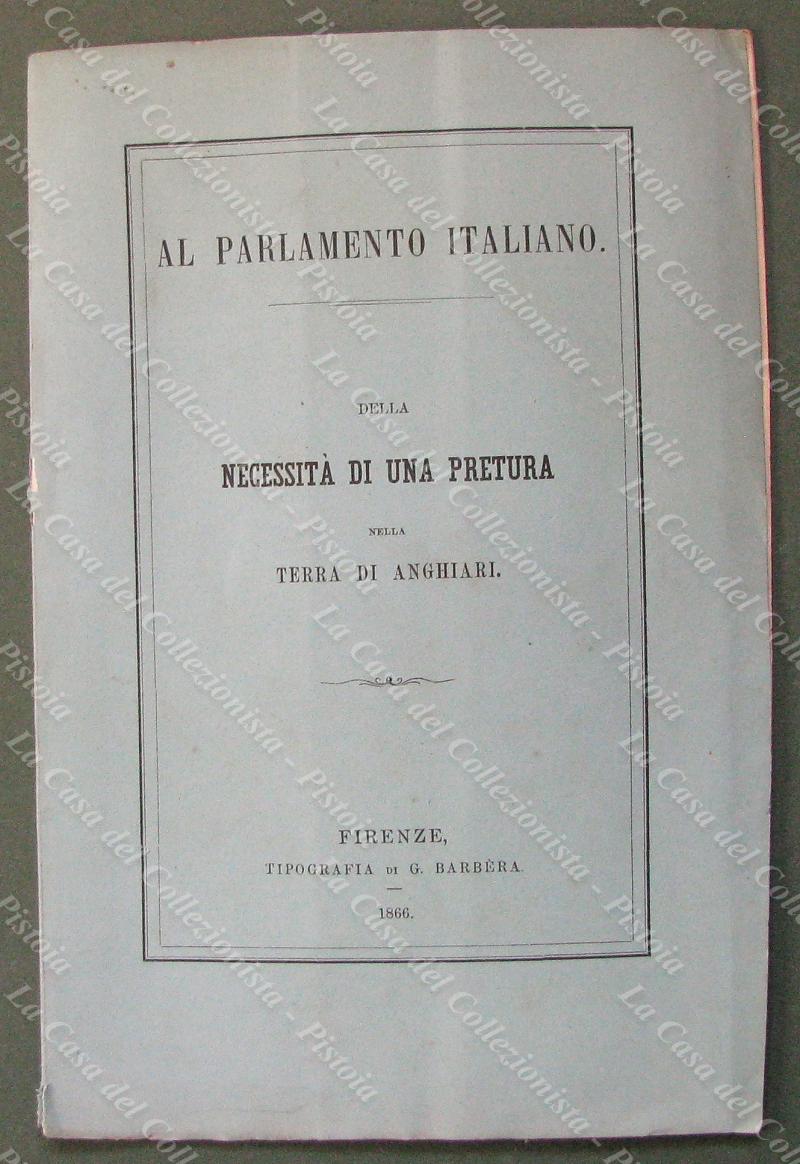 AL PARLAMENTO ITALIANO.
DELLA
NECESSITÀ DI UNA PRETURA
NELLA
TERRA DI ANGHIARI.
FIRENZE,
TIPOGRAFIA DI G. BARBÈRA.
1866.
La Casa del Collezionista - Pistoia